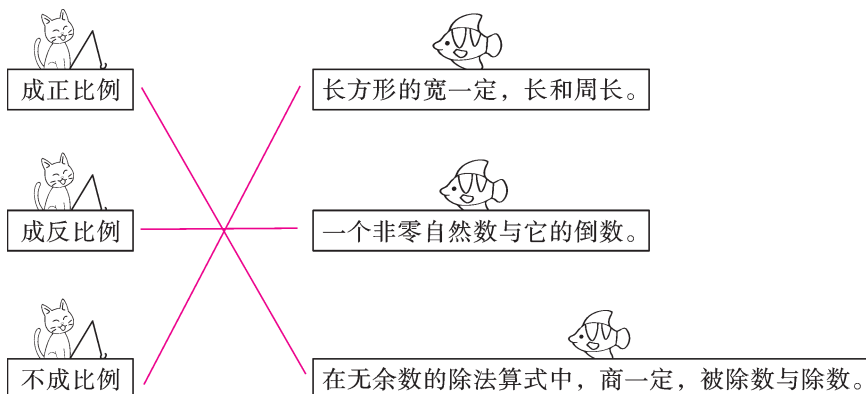 成正比例
长方形的宽一定，长和周长。
成反比例
一个非零自然数与它的倒数。
不成比例
在无余数的除法算式中，商一定，被除数与除数。